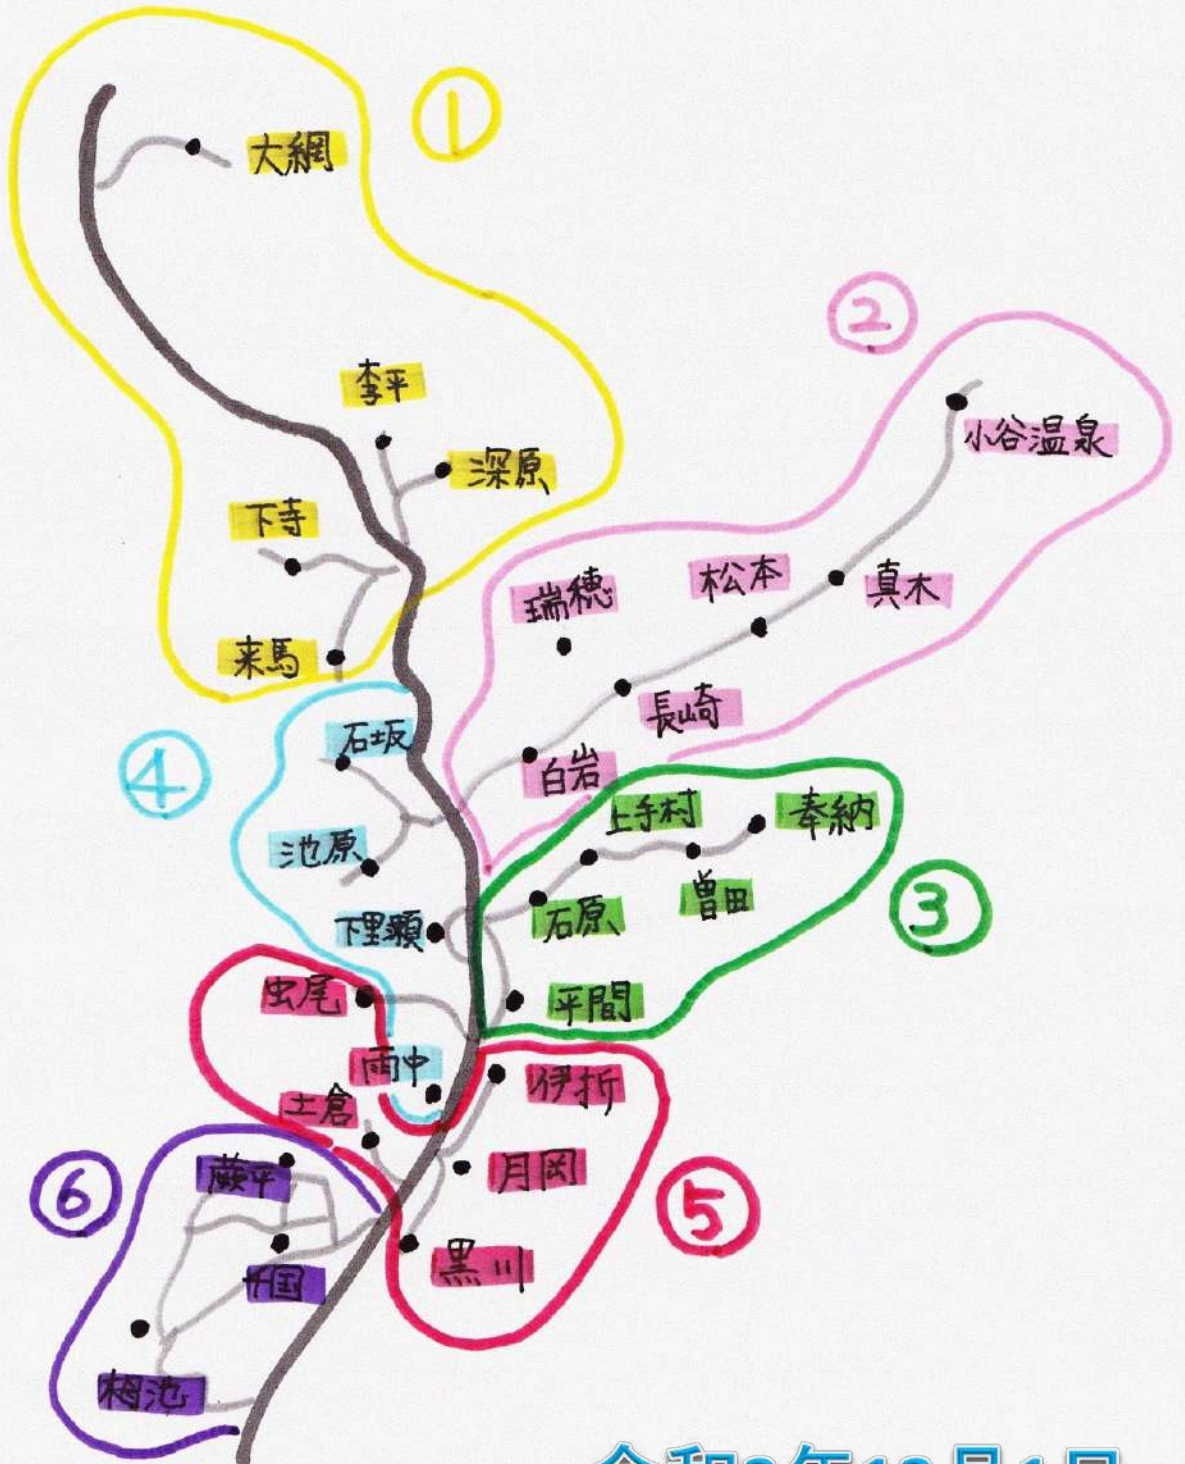 ①
大網
李平
深原
下寺
来馬
②
小谷温泉
真木
松本
瑞穂
長崎
白岩
③
上手村
奉納
曽田
石原
平間
④
石坂
池原
下里瀬
雨中
⑤
虫尾
土倉
伊折
月岡
黒川
⑥
蕨平
千国
栂池